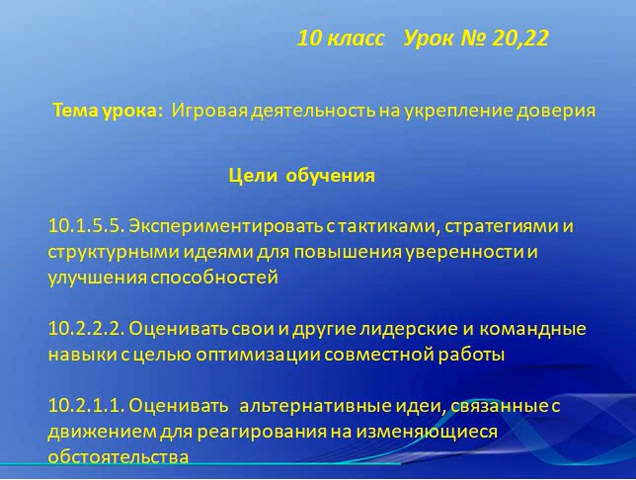 10 класс Урок № 20,22
Тема урока: Игровая деятельность на укрепление доверия
Цели обучения
10.1.5.5. Экспериментировать с тактиками, стратегиями и
структурными идеями для повышения уверенности и
улучшения способностей
10.2.2.2. Оценивать свои и другие лидерские и командные
навыки с целью оптимизации совместной работы
10.2.1.1. Оценивать альтернативные идеи, связанные с
движением для реагирования на изменяющиеся
обстоятельства